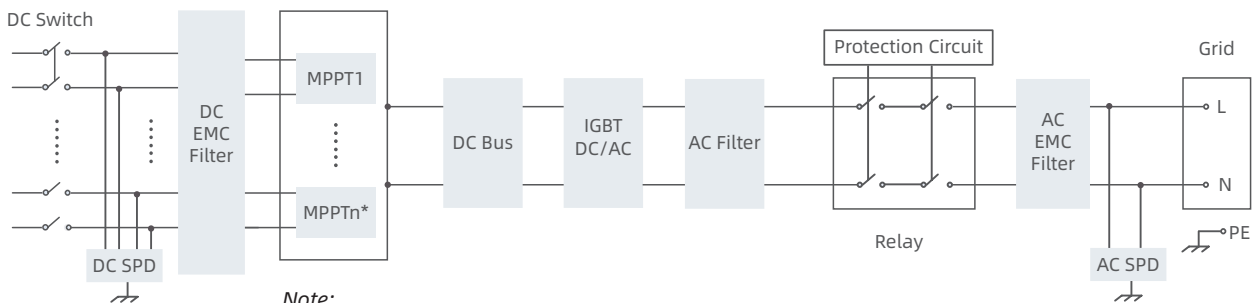 DC Switch
DC SPD
DC
EMC
Filter
MPPT1
MPPTn*
Note:
DC Bus
IGBT
DC/AC
AC Filter
Protection Circuit
Relay
AC
EMC
Filter
AC SPD
Grid
L
N
PE